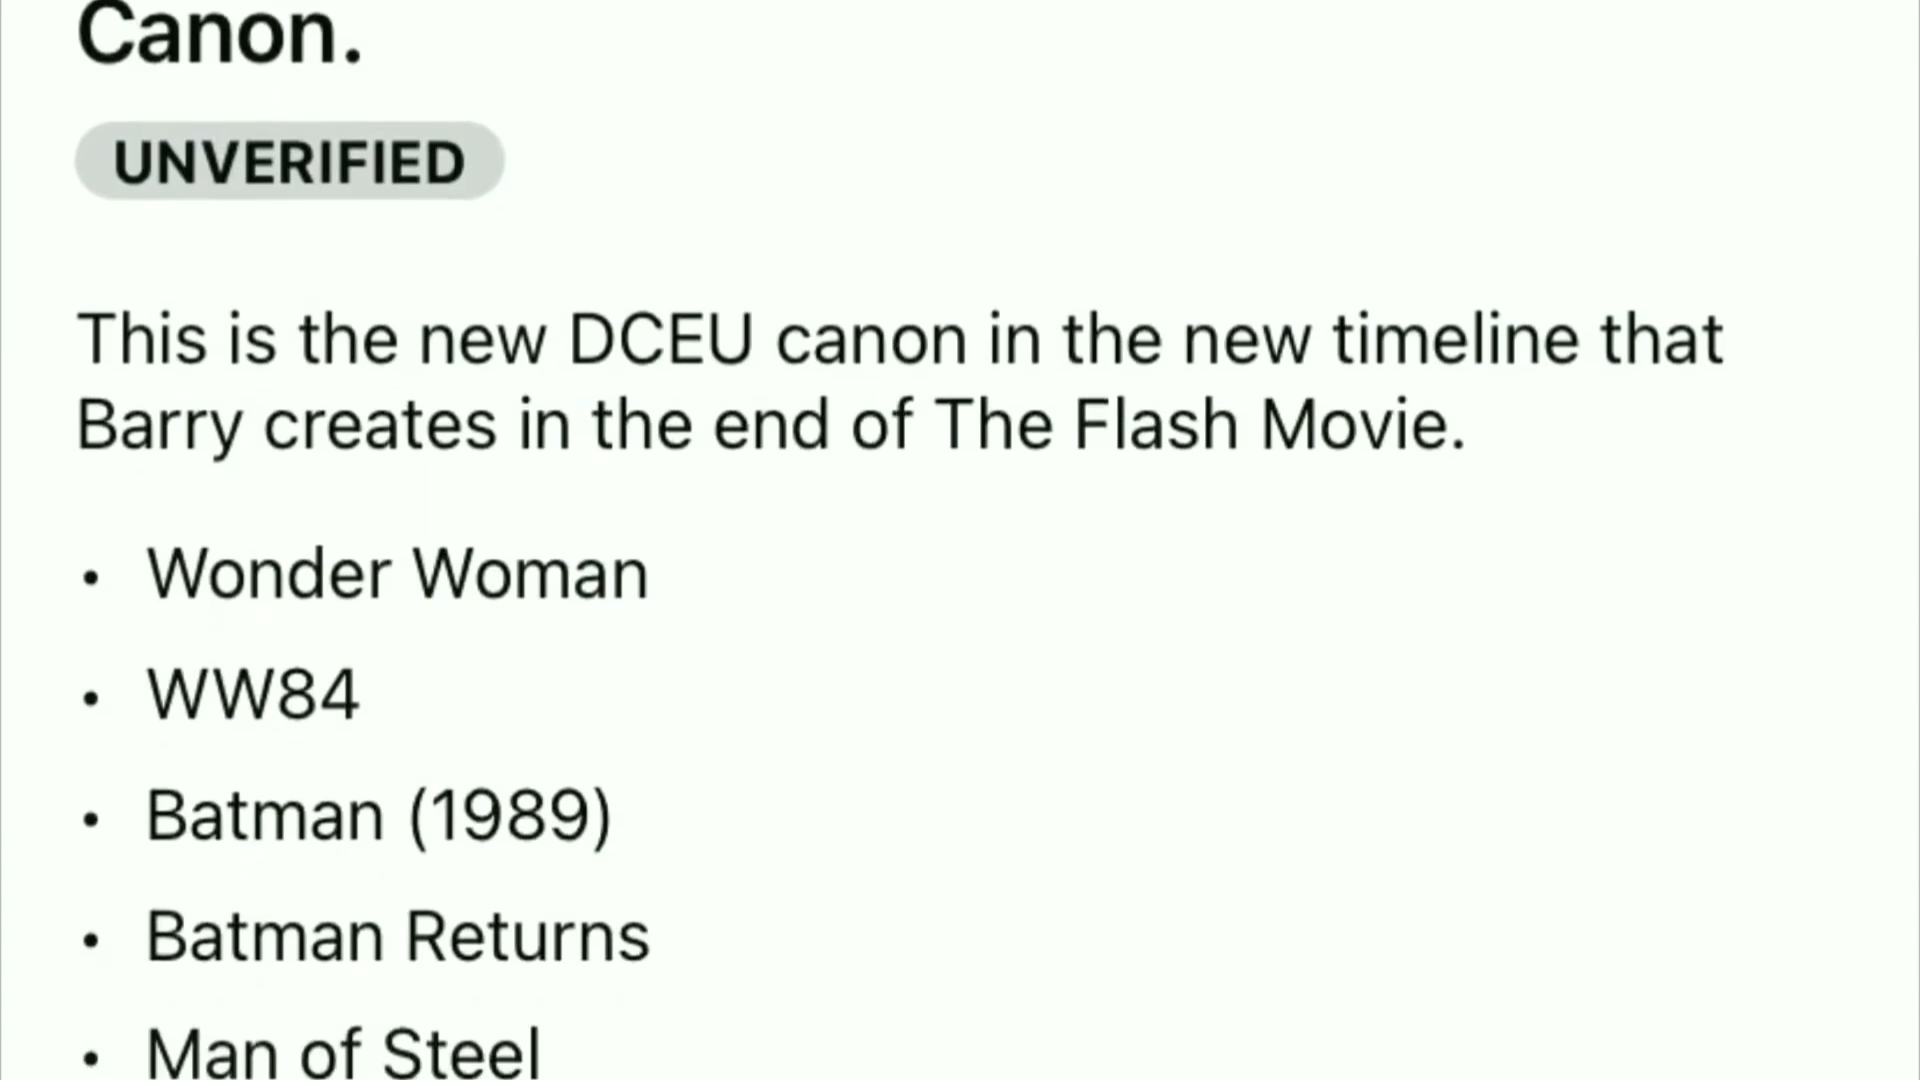 Canon.
UNVERIFIED
This is the new DCEU canon in the new timeline that
Barry creates in the end of The Flash Movie.
• Wonder Woman
• WW84
• Batman (1989)
• Batman Returns
• Man of Steel